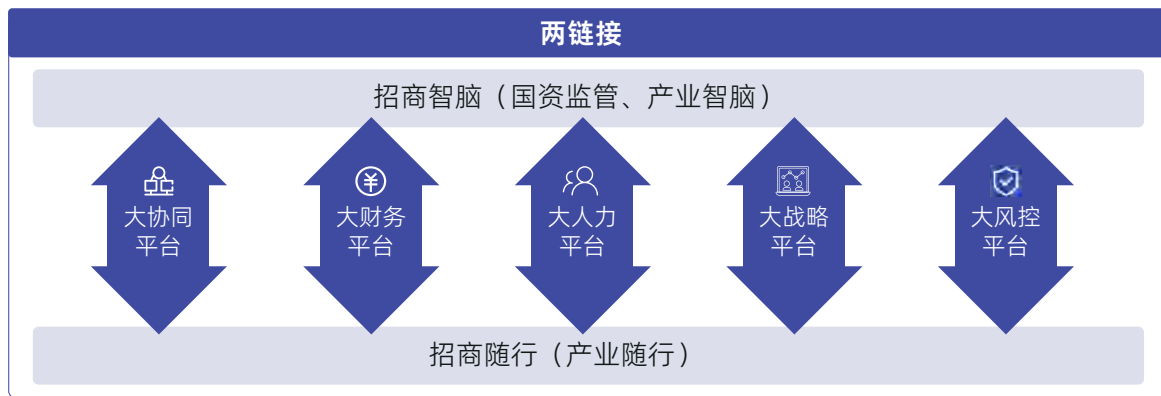 两链接
招商智脑（国资监管、产业智脑）
大协同
平台
大财务
平台
大人力
平台
大战略
平台
大风控
平台
招商随行（产业随行）